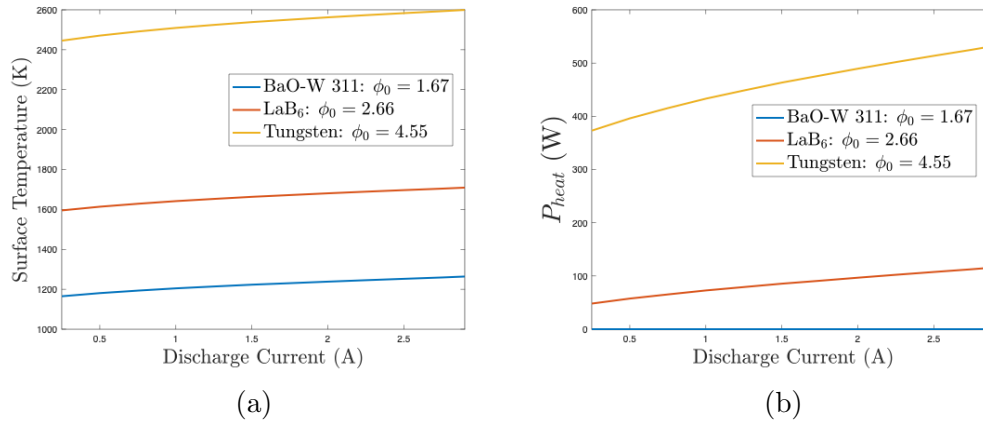 2600
2400
2200
2000
1800
1600
1400
1200
1000
Surface Temperature (K)
BaO-W 311: ϕ₀ = 1.67
LaB₆: ϕ₀ = 2.66
Tungsten: ϕ₀ = 4.55
0.5 1 1.5 2 2.5
Discharge Current (A)
(a)
600
500
400
300
200
100
0
P_heat (W)
BaO-W 311: ϕ₀ = 1.67
LaB₆: ϕ₀ = 2.66
Tungsten: ϕ₀ = 4.55
0.5 1 1.5 2 2.5
Discharge Current (A)
(b)